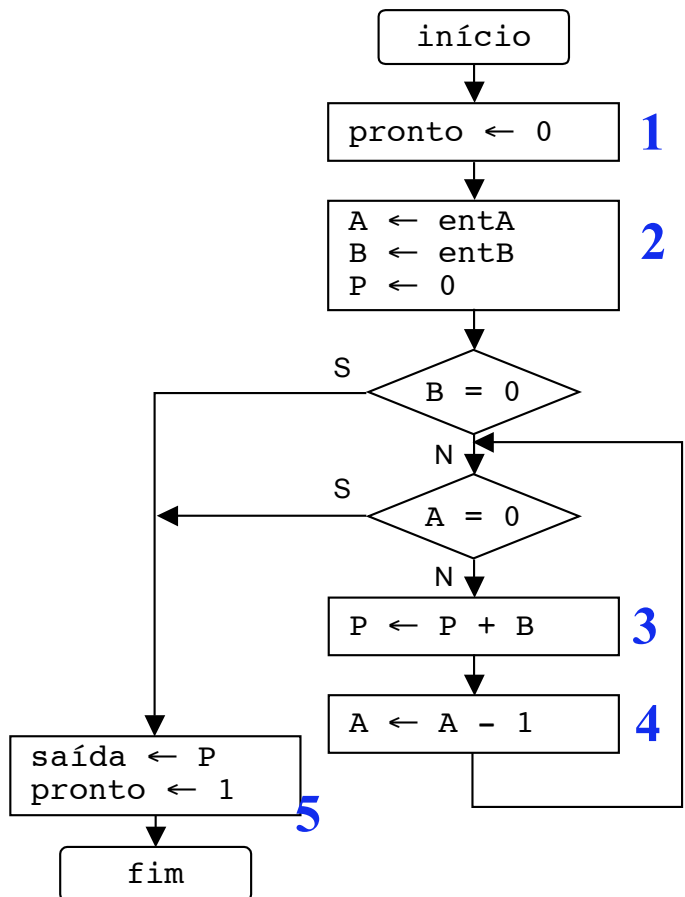 início
pronto ← 0
1
A ← entA
B ← entB
P ← 0
2
S
B = 0
N
S
A = 0
N
P ← P + B
3
A ← A - 1
4
saída ← P
pronto ← 1
5
fim